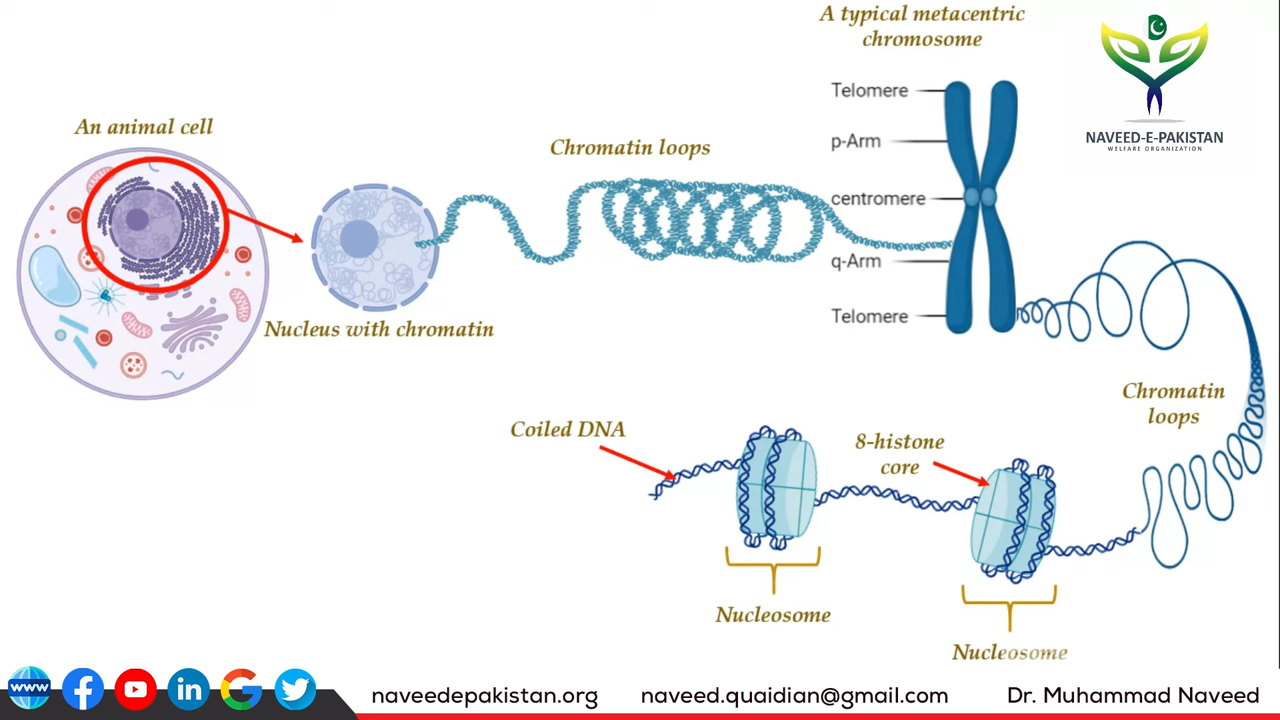 A typical metacentric
chromosome
NAVEED-E-PAKISTAN
WELFARE ORGANIZATION
An animal cell
Chromatin loops
Telomere
p-Arm
centromere
q-Arm
Telomere
Nucleus with chromatin
Chromatin
loops
Coiled DNA
8-histone
core
Nucleosome
Nucleosome
www
naveedepakistan.org naveed.quaidian@gmail.com Dr. Muhammad Naveed